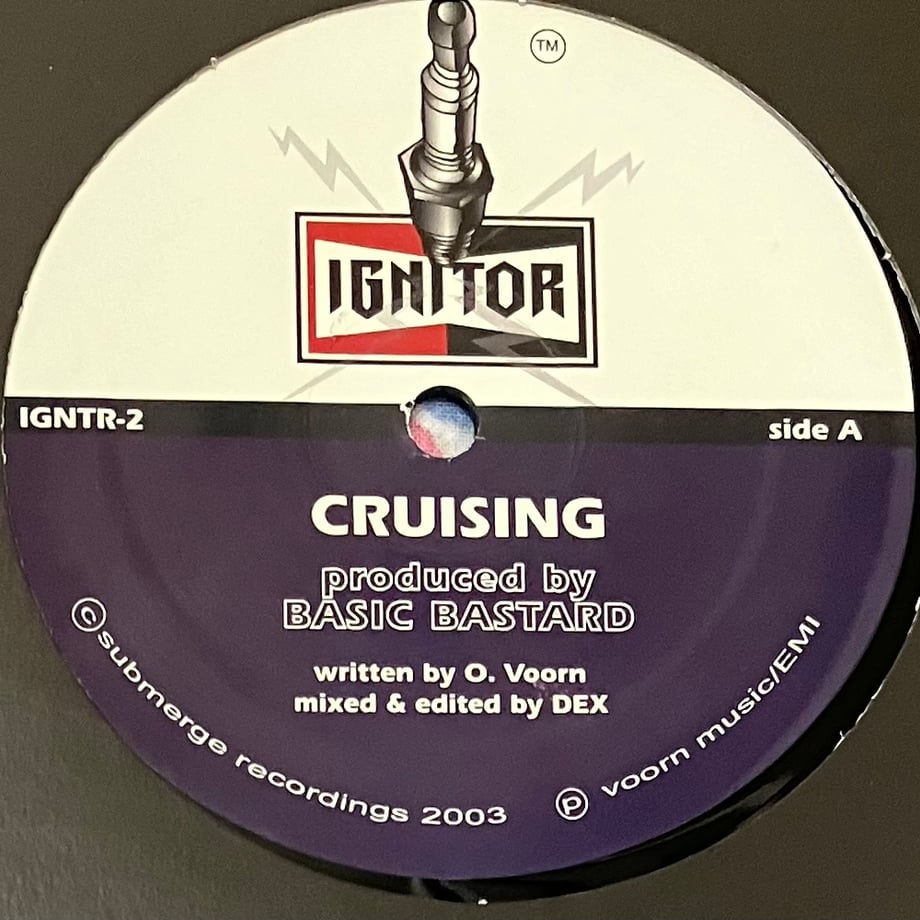 ™
IGNITOR
IGNTR-2
side A
CRUISING
produced by
BASIC BASTARD
written by O. Voorn
mixed & edited by DEX
©submerge recordings 2003
℗ voorn music/EMI